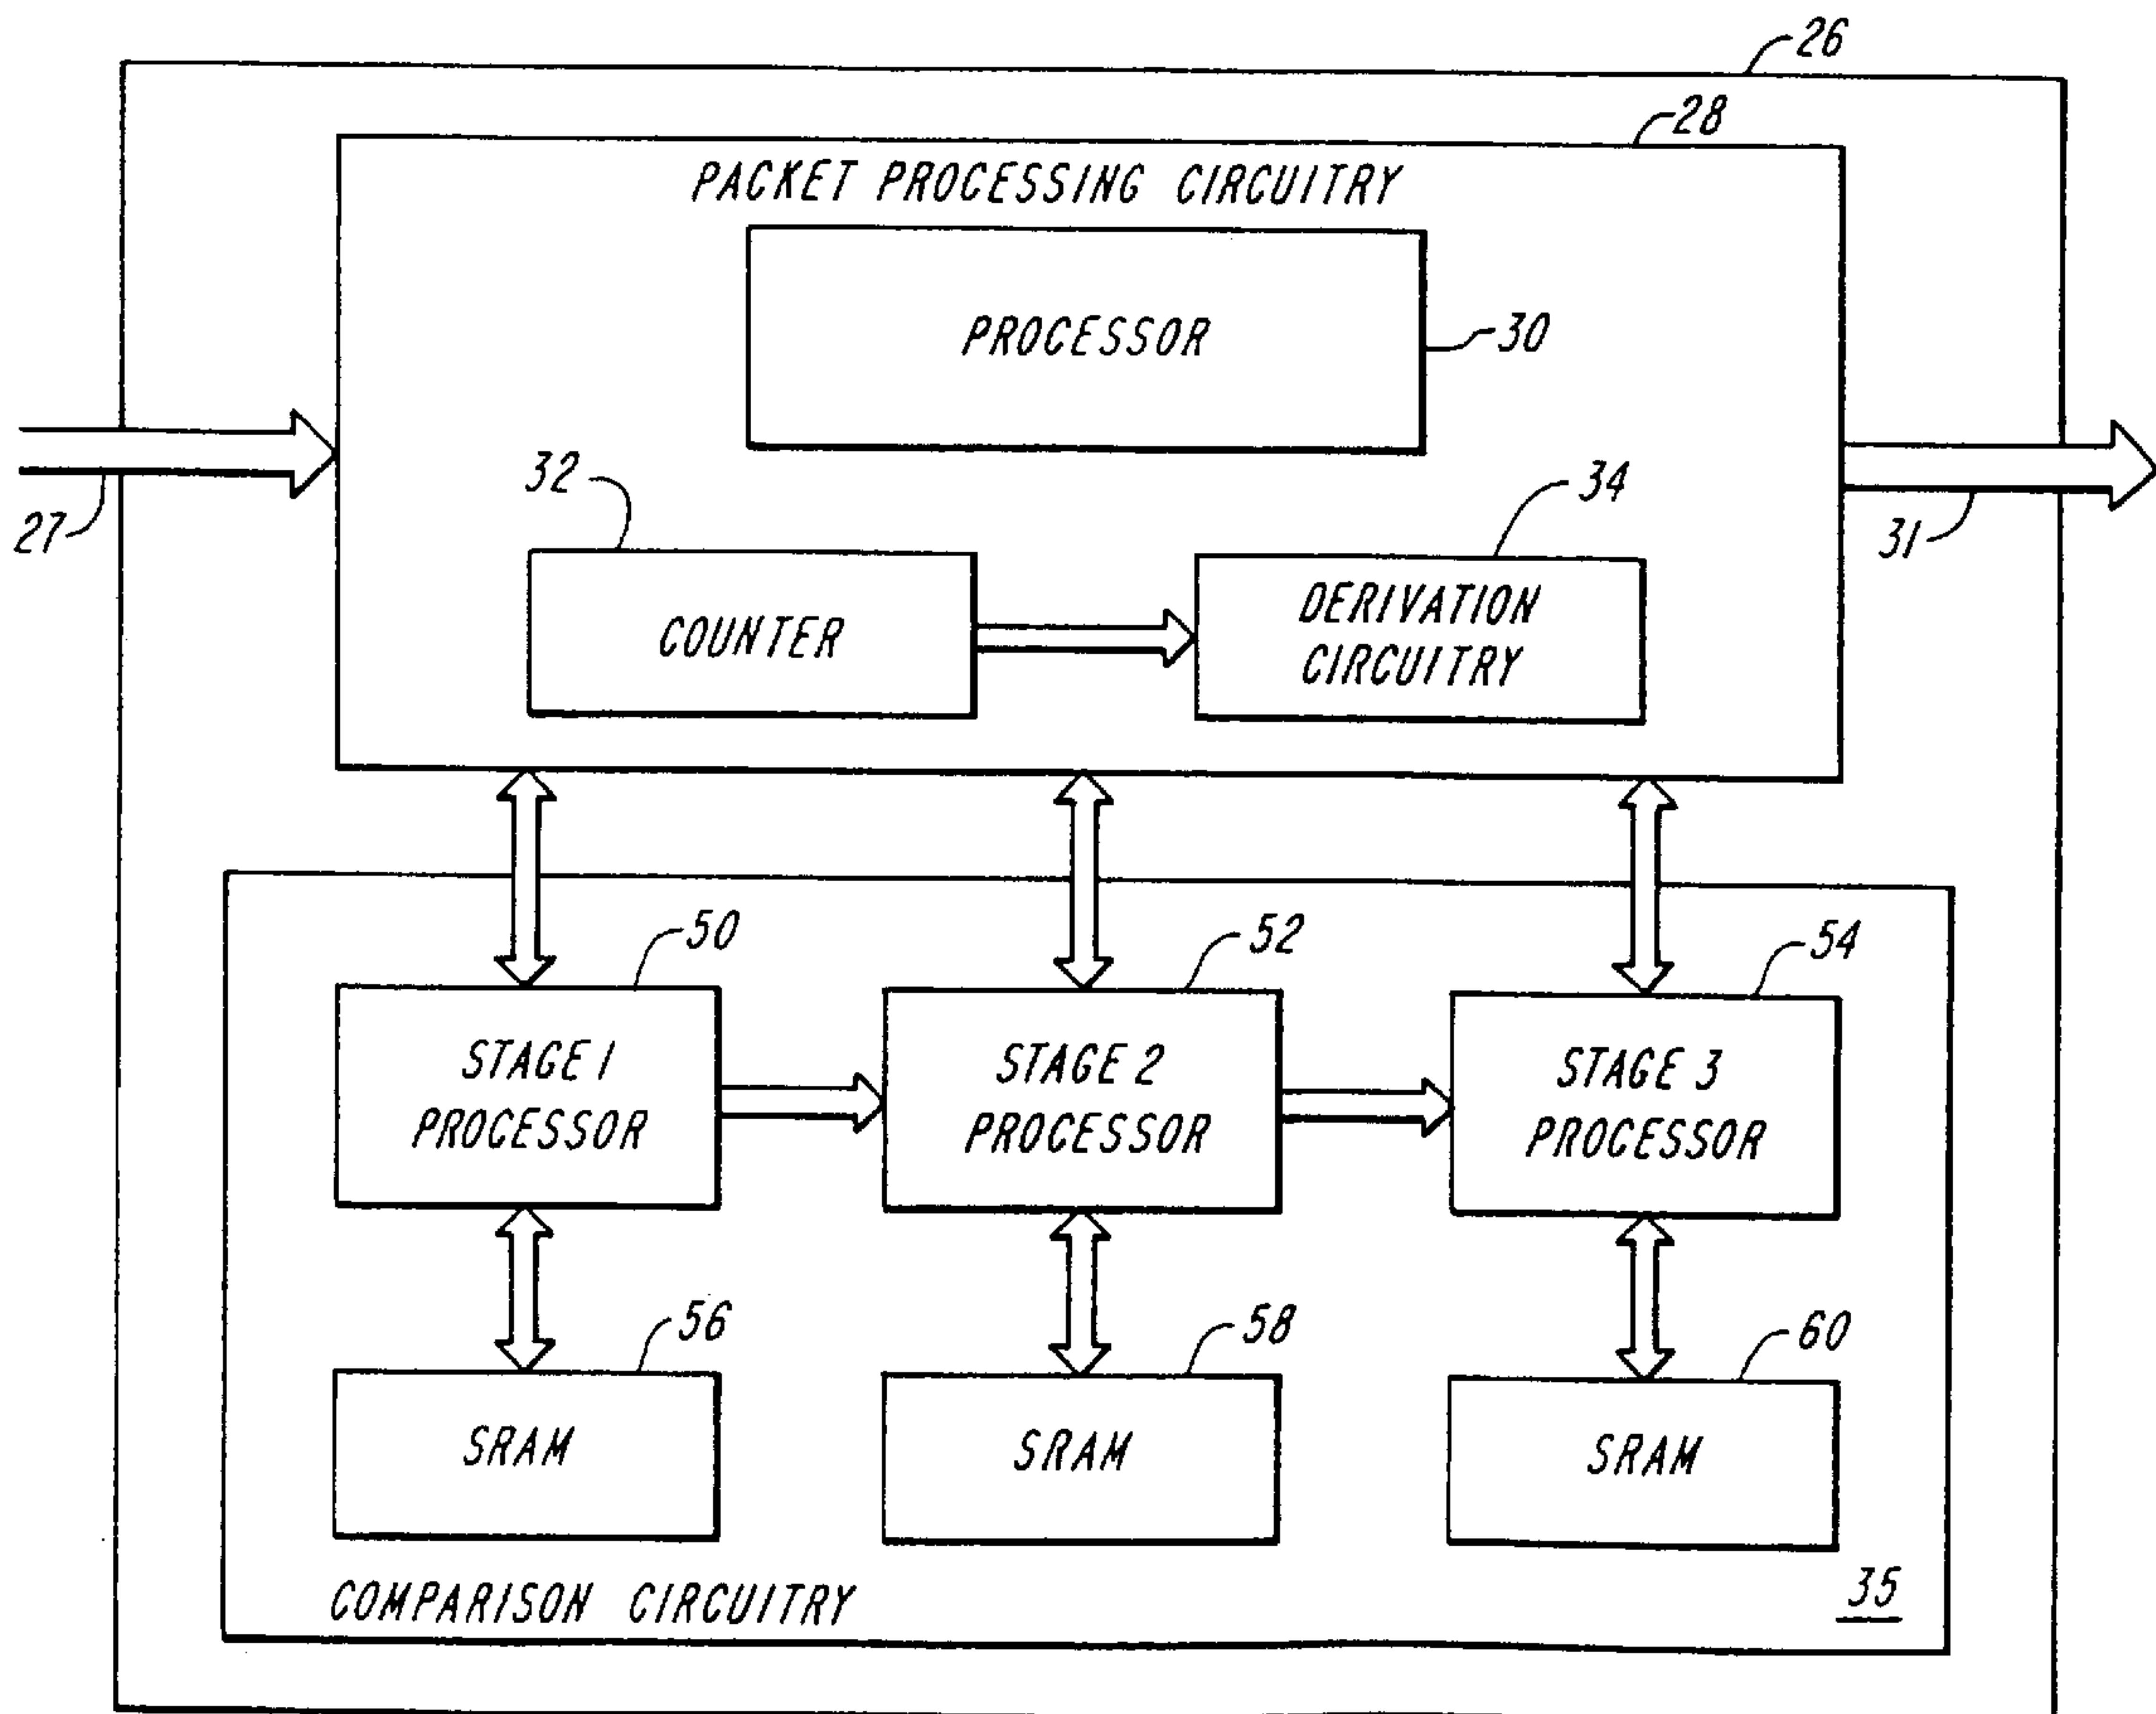 26
28
PACKET PROCESSING CIRCUITRY
PROCESSOR
30
32
34
27
31
COUNTER
DERIVATION
CIRCUITRY
50
52
54
STAGE 1
PROCESSOR
STAGE 2
PROCESSOR
STAGE 3
PROCESSOR
56
58
60
SRAM
SRAM
SRAM
COMPARISON CIRCUITRY
35